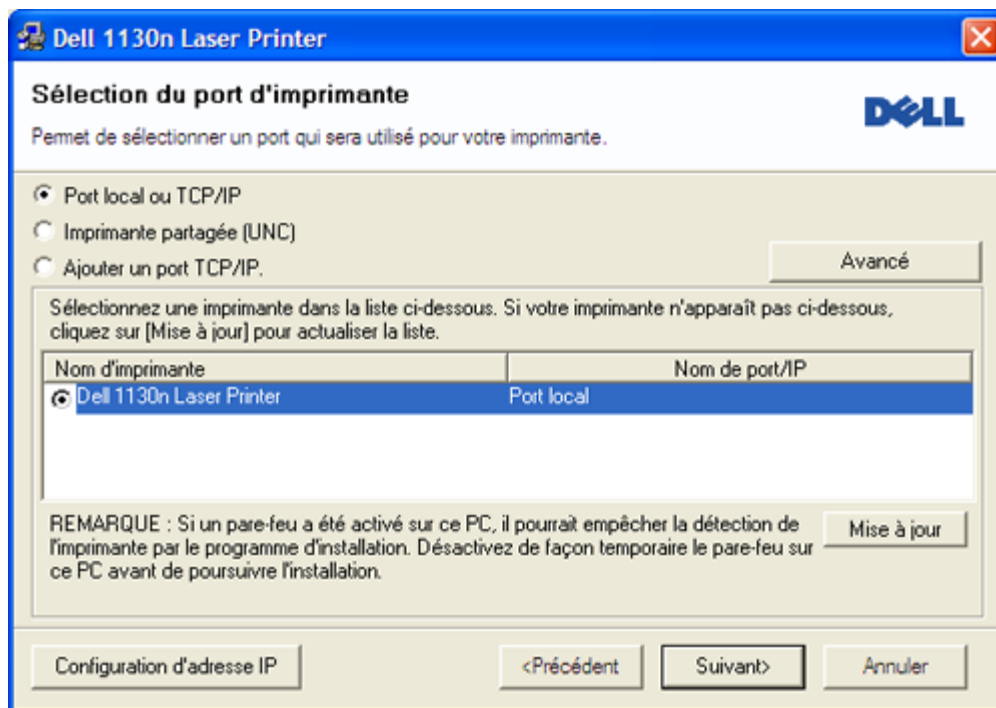 Dell 1130n Laser Printer
Sélection du port d'imprimante
Permet de sélectionner un port qui sera utilisé pour votre imprimante.
DELL
Port local ou TCP/IP
Imprimante partagée (UNC)
Ajouter un port TCP/IP.
Avancé
Sélectionnez une imprimante dans la liste ci-dessous. Si votre imprimante n'apparaît pas ci-dessous,
cliquez sur [Mise à jour] pour actualiser la liste.
Nom d'imprimante Nom de port/IP
Dell 1130n Laser Printer Port local
REMARQUE : Si un pare-feu a été activé sur ce PC, il pourrait empêcher la détection de
l'imprimante par le programme d'installation. Désactivez de façon temporaire le pare-feu sur
ce PC avant de poursuivre l'installation.
Mise à jour
Configuration d'adresse IP <Précédent Suivant> Annuler